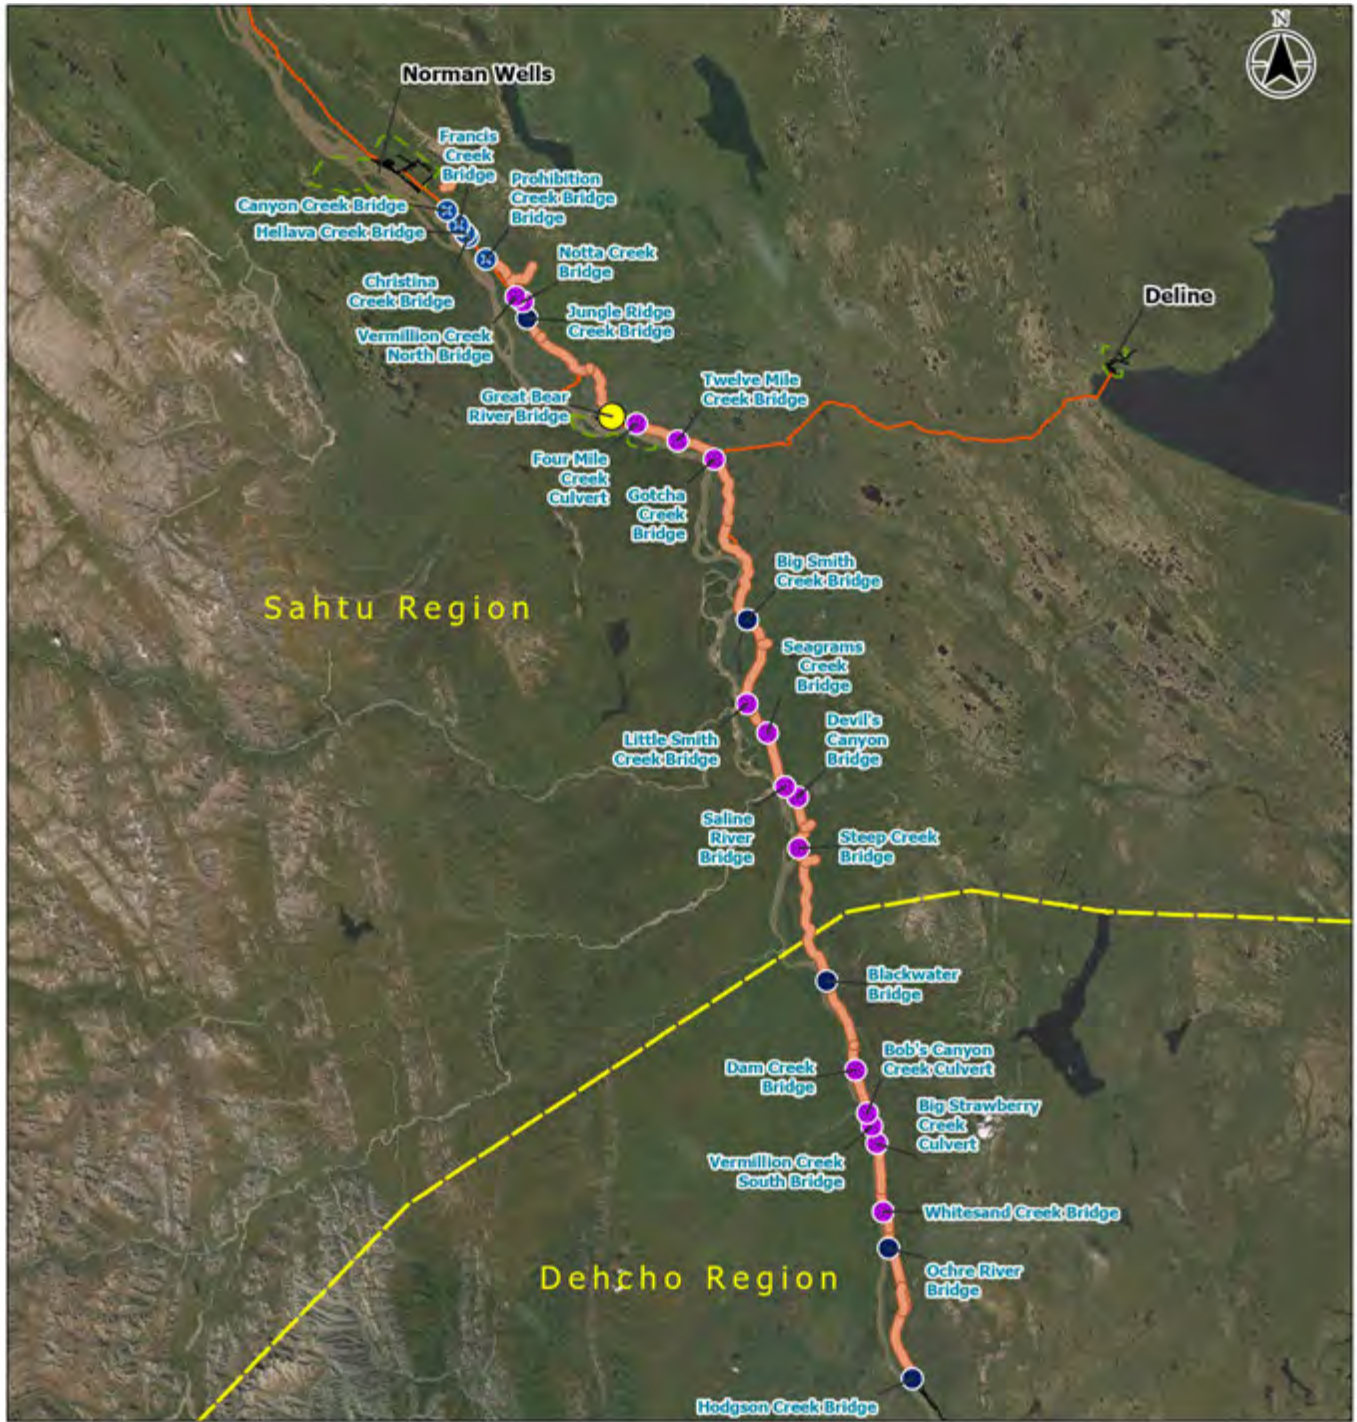 N
Norman Wells
Francis
Creek
Bridge
Prohibition
Creek Bridge
Bridge
Canyon Creek Bridge
Hellava Creek Bridge
Notta Creek
Bridge
Christina
Creek Bridge
Deline
Jungle Ridge
Creek Bridge
Vermillion Creek
North Bridge
Twelve Mile
Creek Bridge
Great Bear
River Bridge
Four Mile
Creek
Culvert
Gotcha
Creek
Bridge
Big Smith
Creek Bridge
Sahtu Region
Seagrams
Creek
Bridge
Devil's
Canyon
Bridge
Little Smith
Creek Bridge
Saline
River
Bridge
Steep Creek
Bridge
Blackwater
Bridge
Bob's Canyon
Creek Culvert
Dam Creek
Bridge
Big Strawberry
Creek
Culvert
Vermillion Creek
South Bridge
Whitesand Creek Bridge
Dehcho Region
Ochre River
Bridge
Hodgson Creek Bridge